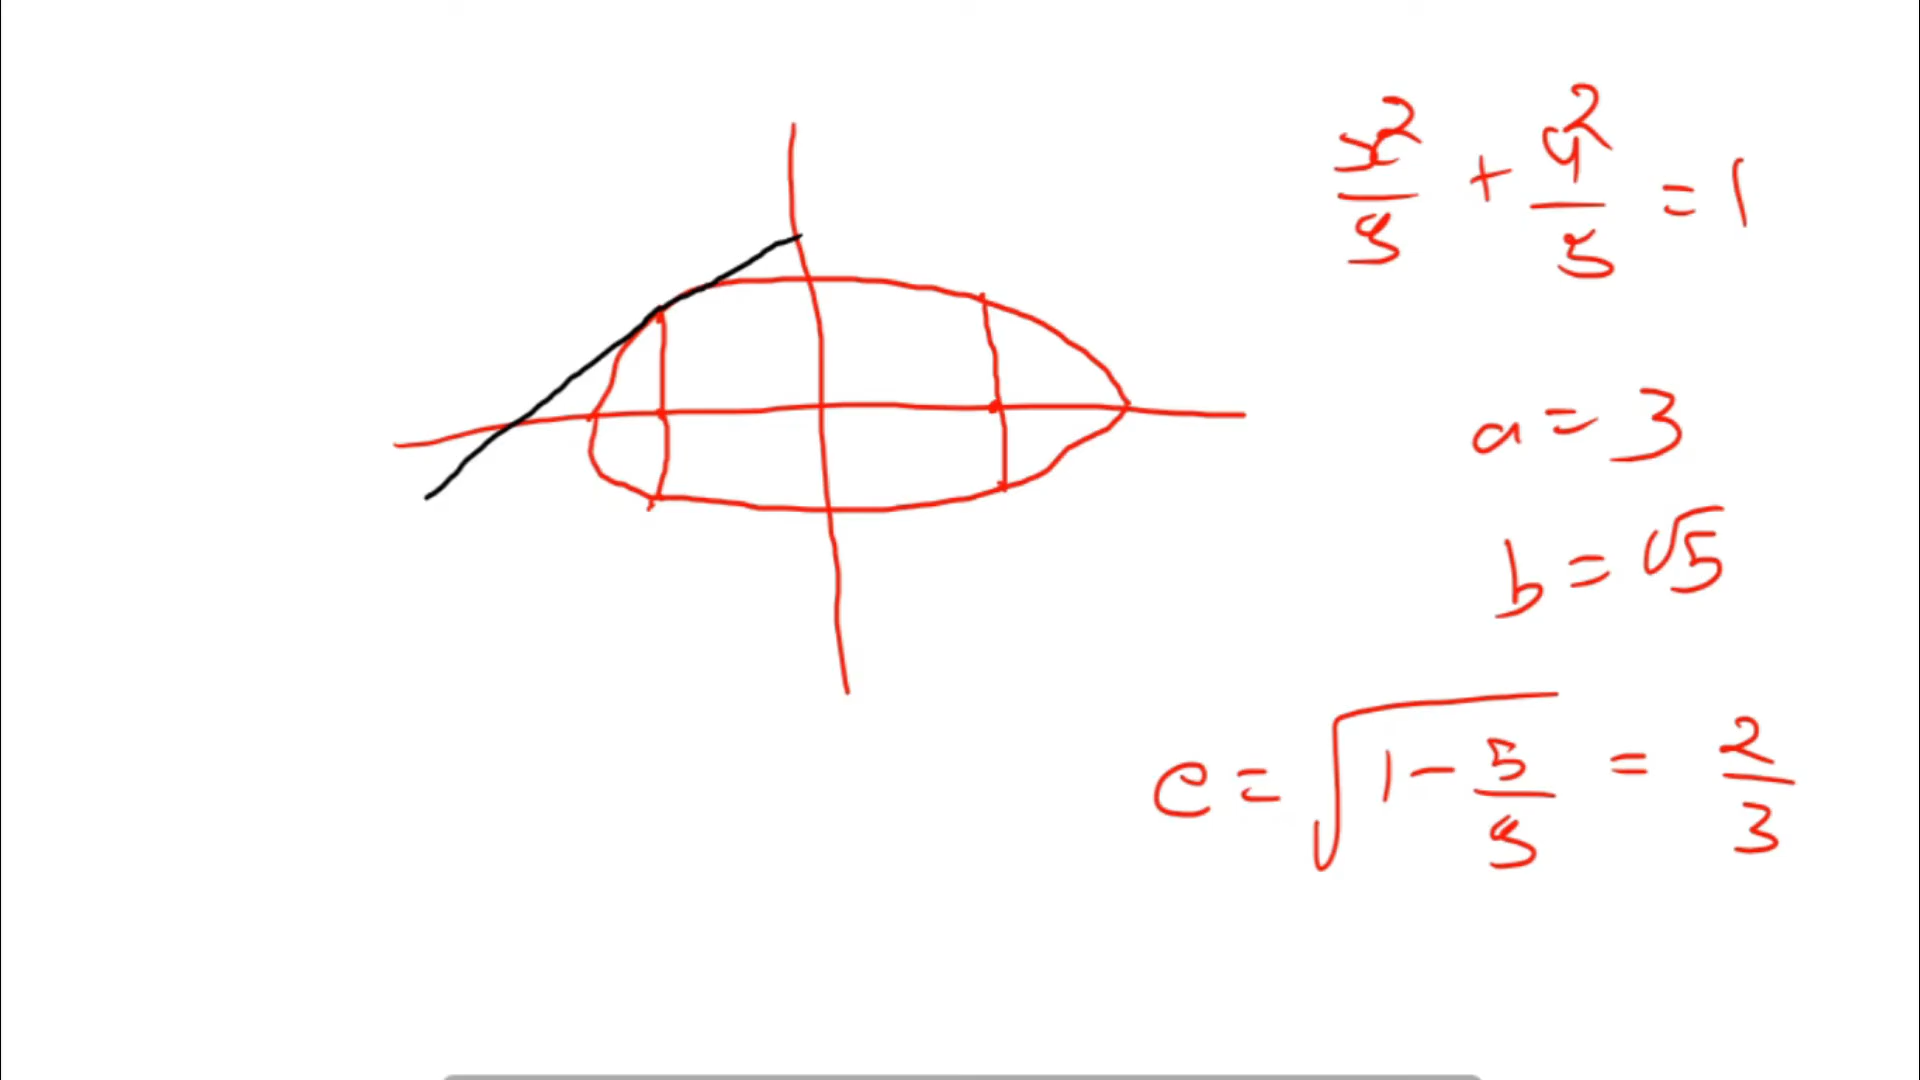 x²/9 + y²/5 = 1
a = 3
b = √5
e = √(1 - 5/9) = 2/3